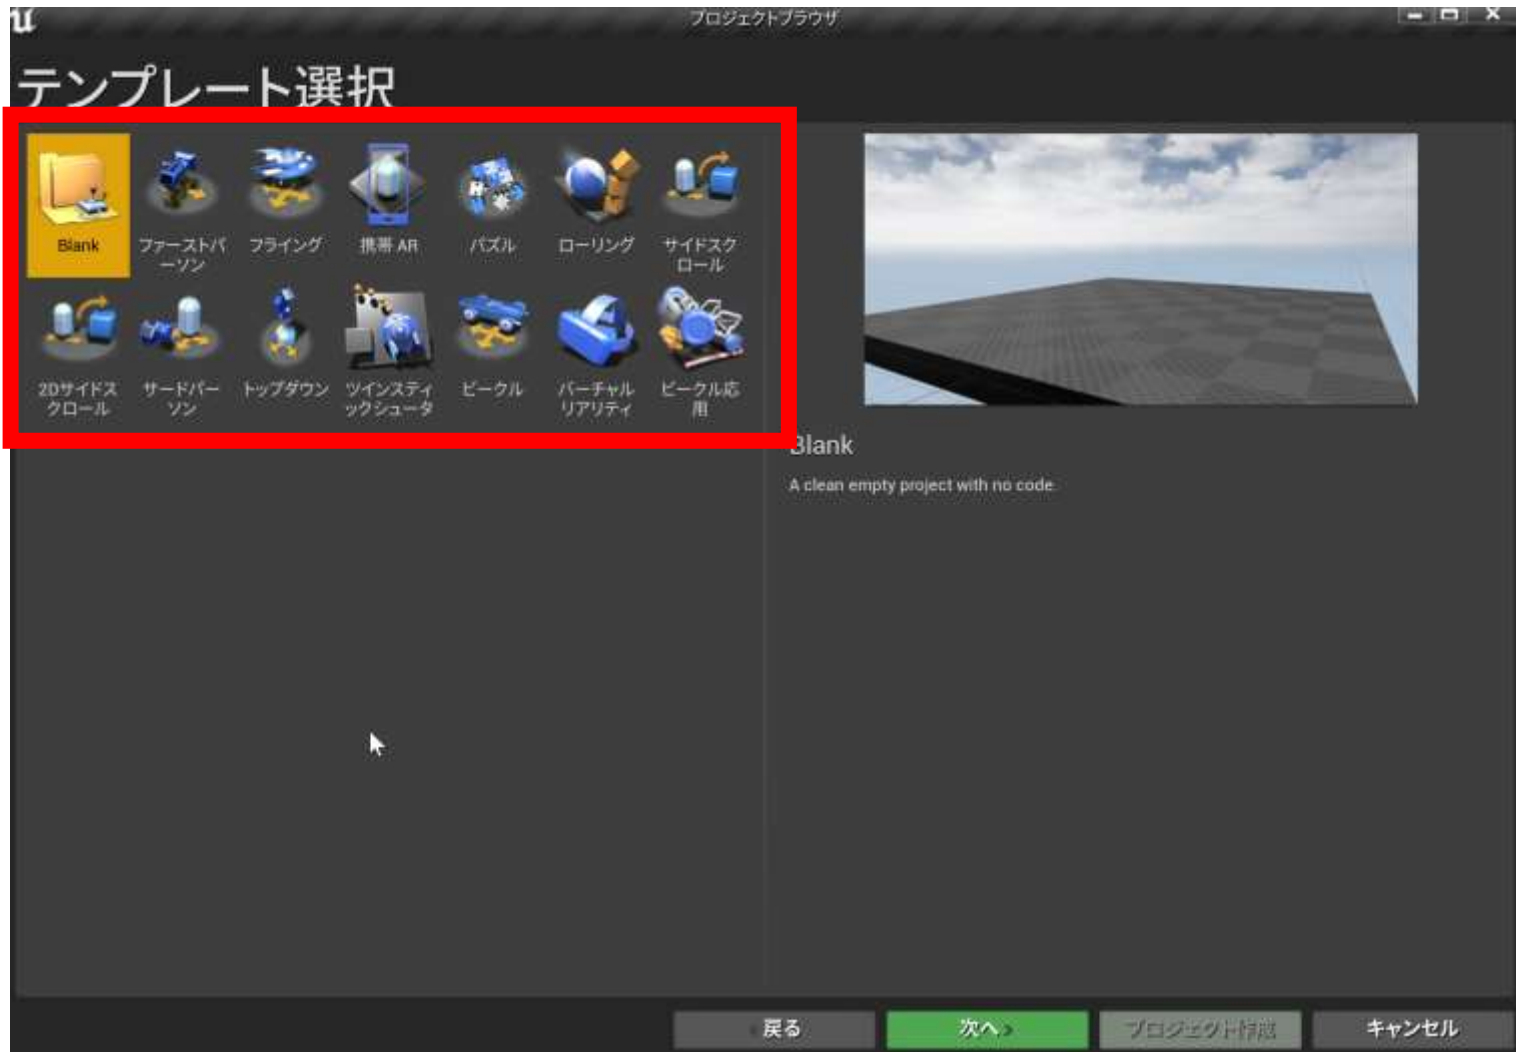 プロジェクトブラウザ
テンプレート選択
Blank
ファーストパ
ーソン
フライング
携帯 AR
パズル
ローリング
サイドスク
ロール
2Dサイドス
クロール
サードパー
ソン
トップダウン
ツインスティ
ックシュータ
ビークル
バーチャル
リアリティ
ビークル応
用
Blank
A clean empty project with no code.
戻る
次へ >
プロジェクト作成
キャンセル